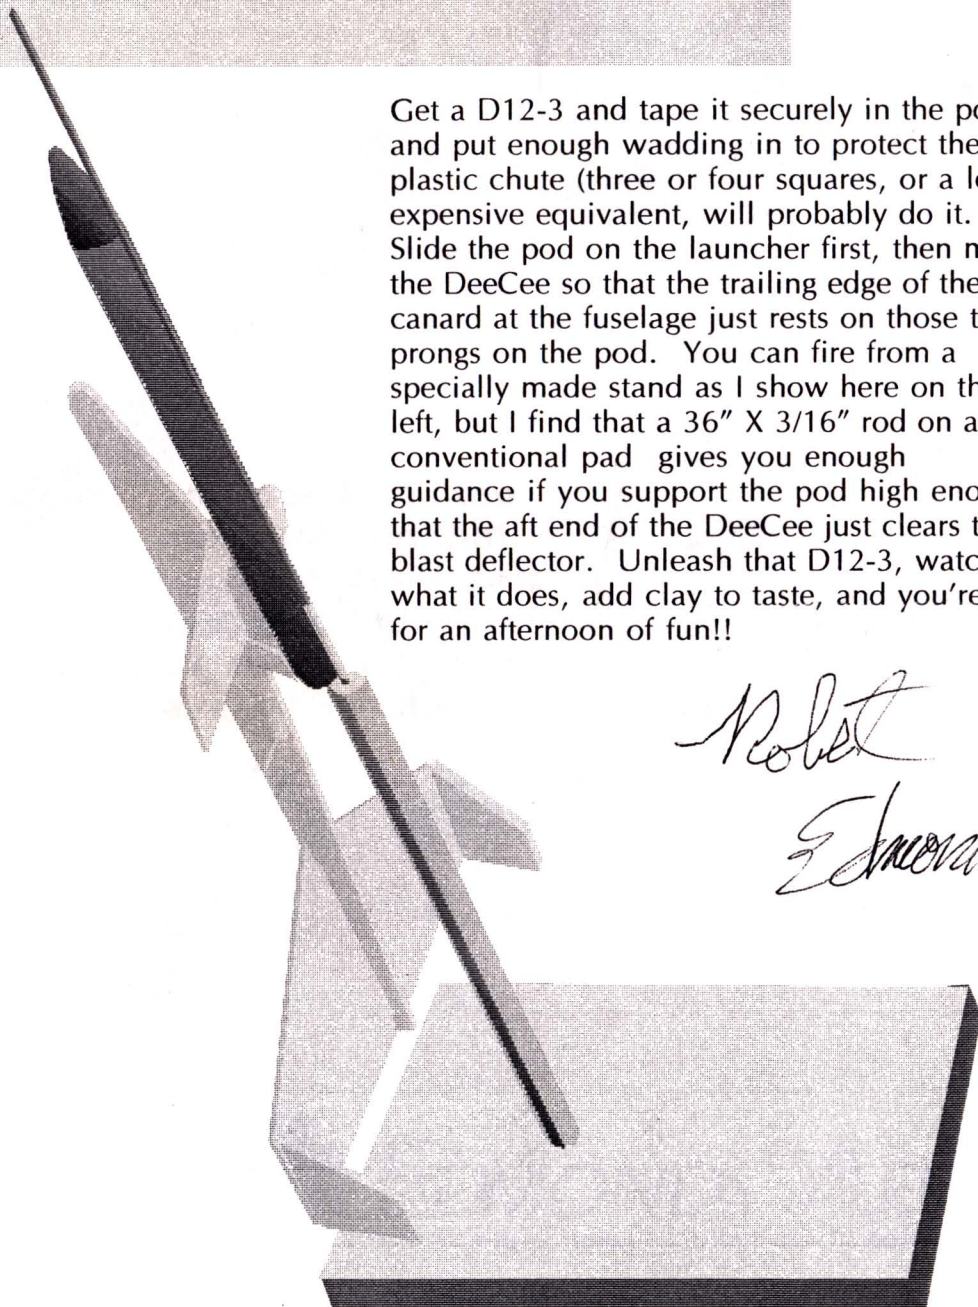 Get a D12-3 and tape it securely in the
and put enough wadding in to protect the
plastic chute (three or four squares, or a
expensive equivalent, will probably do it.
Slide the pod on the launcher first, then
the DeeCee so that the trailing edge of the
canard at the fuselage just rests on those
prongs on the pod. You can fire from a
specially made stand as I show here on
left, but I find that a 36" X 3/16" rod on a
conventional pad gives you enough
guidance if you support the pod high
that the aft end of the DeeCee just clears
blast deflector. Unleash that D12-3,
what it does, add clay to taste, and you're
for an afternoon of fun!!
Robert